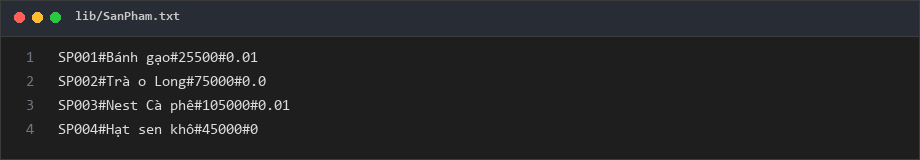 lib/SanPham.txt
1 SP001#Bánh gạo#25500#0.01
2 SP002#Trà o Long#75000#0.0
3 SP003#Nest Cà phê#105000#0.01
4 SP004#Hạt sen khô#45000#0